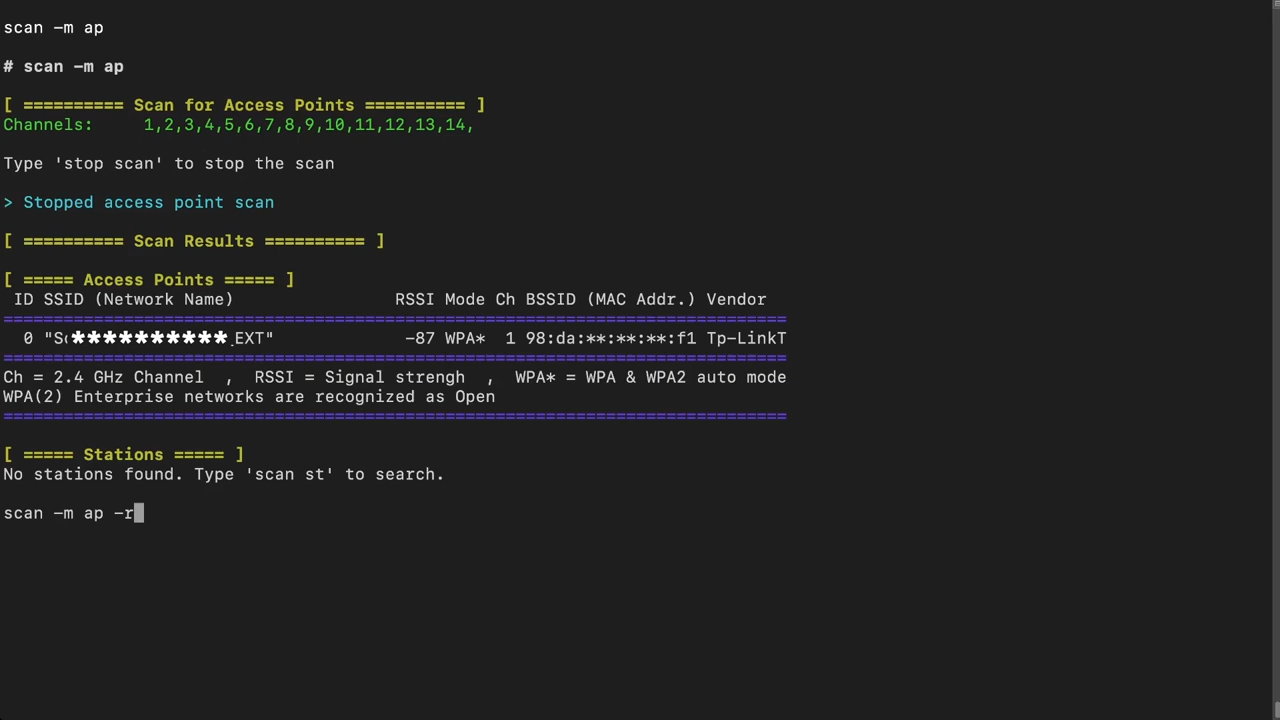 scan -m ap
# scan -m ap
[ ========== Scan for Access Points ========== ]
Channels: 1,2,3,4,5,6,7,8,9,10,11,12,13,14,
Type 'stop scan' to stop the scan
> Stopped access point scan
[ ========== Scan Results ========== ]
[ ===== Access Points ===== ]
ID SSID (Network Name) RSSI Mode Ch BSSID (MAC Addr.) Vendor
==============================================================================
0 "S**********_EXT" -87 WPA* 1 98:da:**:**:**:f1 Tp-LinkT
==============================================================================
Ch = 2.4 GHz Channel , RSSI = Signal strengh , WPA* = WPA & WPA2 auto mode
WPA(2) Enterprise networks are recognized as Open
==============================================================================
[ ===== Stations ===== ]
No stations found. Type 'scan st' to search.
scan -m ap -r